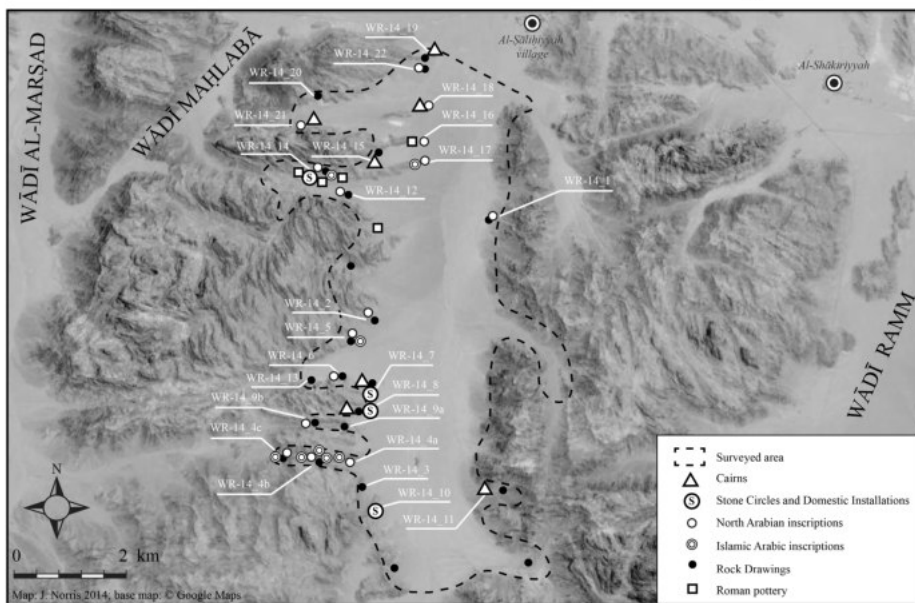 WR-14_19
WR-14_22
WR-14_20
Al-Ṣāliḥiyyah
village
Al-Shākiriyyah
WR-14_18
WR-14_21
WR-14_16
WR-14_15
WR-14_14
WR-14_17
WR-14_12
WR-14_1
WĀDĪ AL-MARṢAD
WĀDĪ MAḤLABĀ
WĀDĪ RAMM
WR-14_2
WR-14_5
WR-14_6
WR-14_7
WR-14_13
WR-14_8
WR-14_9b
WR-14_9a
WR-14_4c
WR-14_4a
WR-14_4b
WR-14_3
WR-14_10
WR-14_11
N
0 2 km
Map: J. Norris 2014; base map: © Google Maps
Surveyed area
Cairns
S Stone Circles and Domestic Installations
North Arabian inscriptions
Islamic Arabic inscriptions
Rock Drawings
Roman pottery